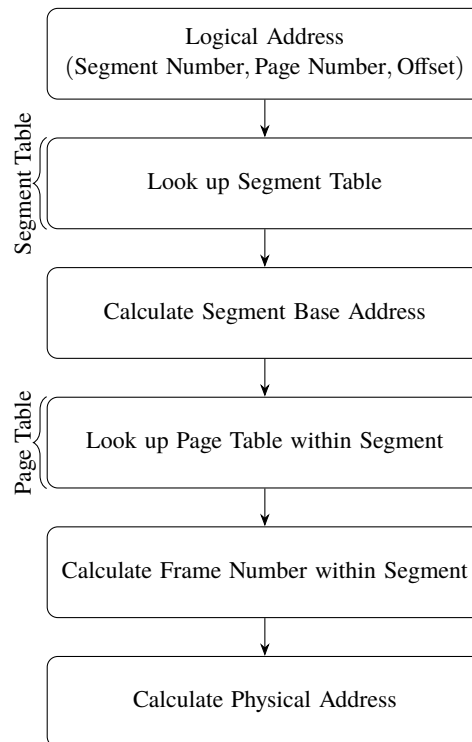 Logical Address
(Segment Number, Page Number, Offset)
Segment Table
Look up Segment Table
Calculate Segment Base Address
Page Table
Look up Page Table within Segment
Calculate Frame Number within Segment
Calculate Physical Address